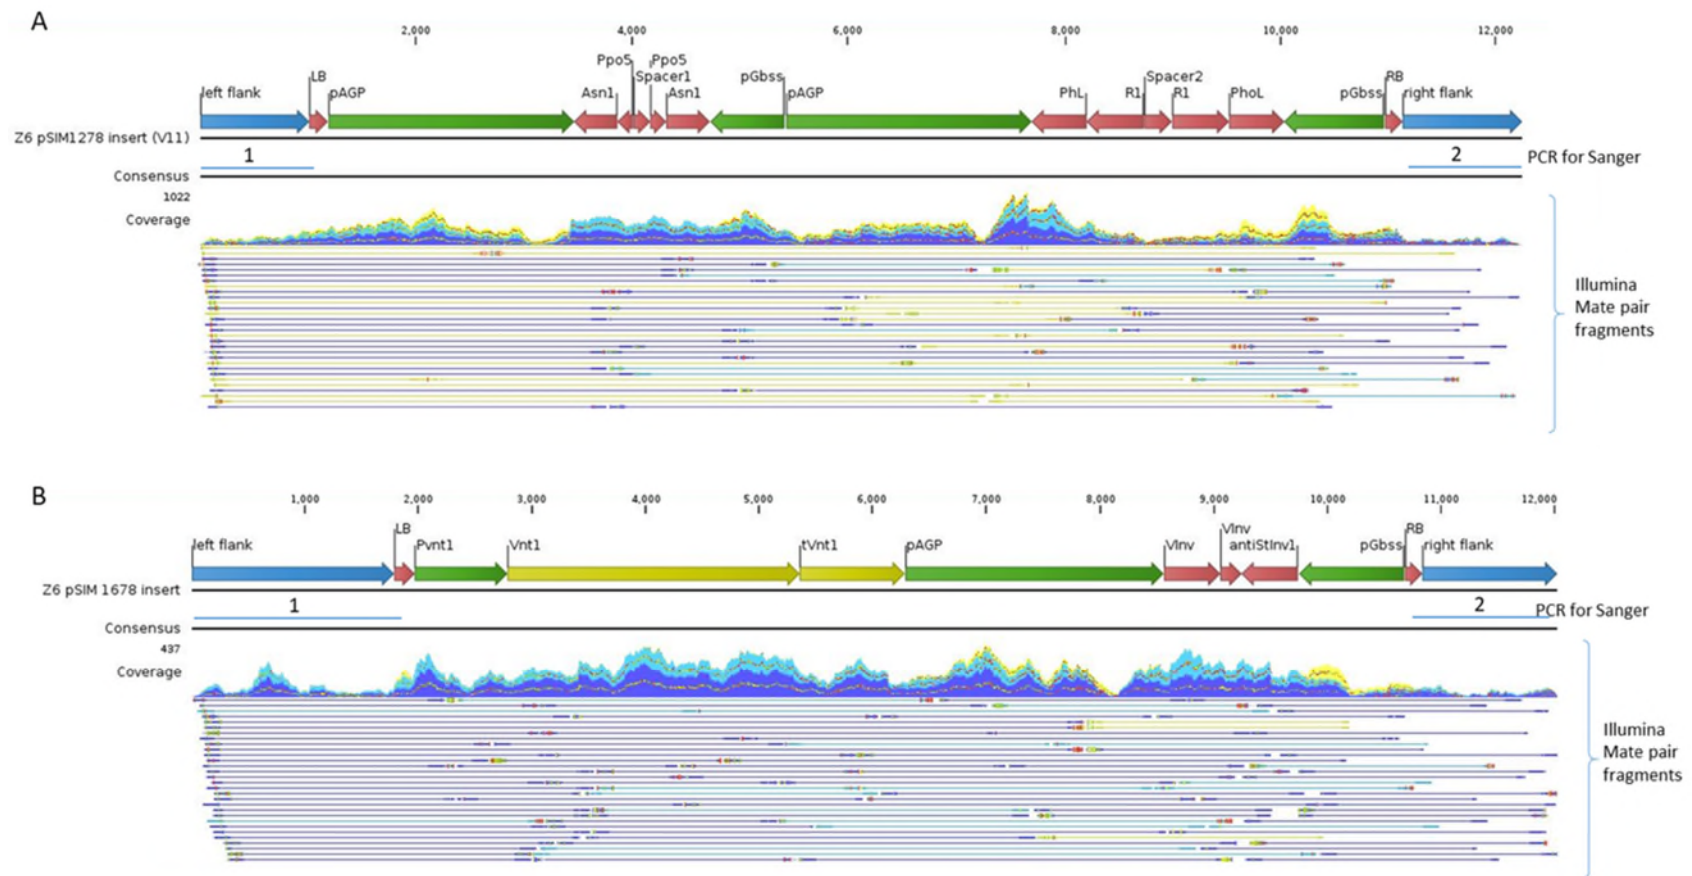 A
2,000 4,000 6,000 8,000 10,000 12,000
Ppo5 Ppo5
LB Spacer1 pGbss Spacer2 RB
left flank pAGP Asn1 Asn1 pAGP PhL R1 R1 PhoL pGbss right flank
Z6 pSIM1278 insert (V11)
1 2 PCR for Sanger
Consensus
1022
Coverage
Illumina
Mate pair
fragments
B
1,000 2,000 3,000 4,000 5,000 6,000 7,000 8,000 9,000 10,000 11,000 12,000
LB VInv RB
left flank Pvnt1 Vnt1 tVnt1 pAGP VInv antiStInv1 pGbss right flank
Z6 pSIM 1678 insert
1 2 PCR for Sanger
Consensus
437
Coverage
Illumina
Mate pair
fragments